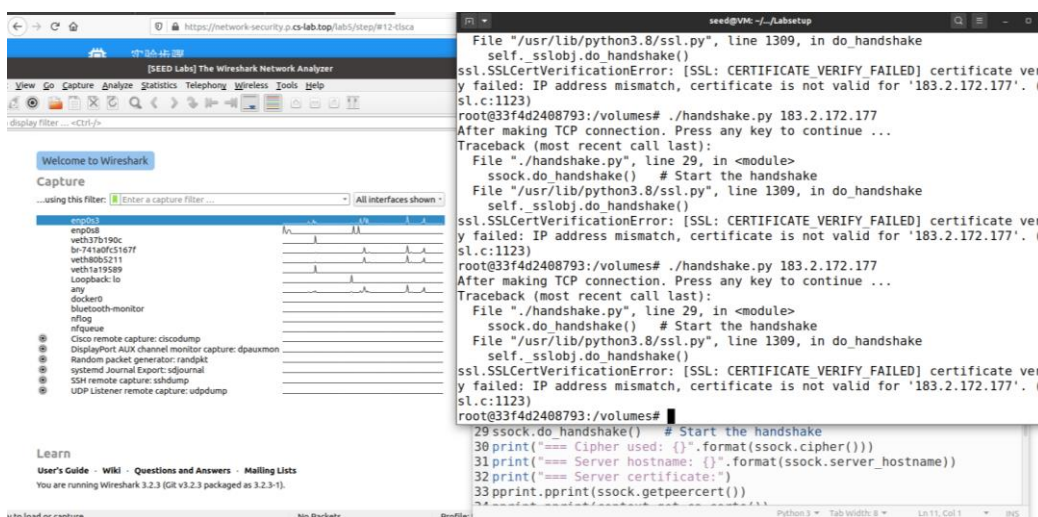 https://network-security.p.cs-lab.top/lab5/step/#12-tlsca
实验步骤
[SEED Labs] The Wireshark Network Analyzer
View Go Capture Analyze Statistics Telephony Wireless Tools Help
display filter ... <Ctrl-/>
Welcome to Wireshark
Capture
...using this filter: Enter a capture filter ... All interfaces shown
enp0s3
enp0s8
veth37b190c
br-741a0fc5167f
veth80b5211
veth1a19589
Loopback: lo
any
docker0
bluetooth-monitor
nflog
nfqueue
Cisco remote capture: ciscodump
DisplayPort AUX channel monitor capture: dpauxmon
Random packet generator: randpkt
systemd Journal Export: sdjournal
SSH remote capture: sshdump
UDP Listener remote capture: udpdump
Learn
User's Guide · Wiki · Questions and Answers · Mailing Lists
You are running Wireshark 3.2.3 (Git v3.2.3 packaged as 3.2.3-1).
No Packets
seed@VM: ~/.../Labsetup
File "/usr/lib/python3.8/ssl.py", line 1309, in do_handshake
self._sslobj.do_handshake()
ssl.SSLCertVerificationError: [SSL: CERTIFICATE_VERIFY_FAILED] certificate ver
y failed: IP address mismatch, certificate is not valid for '183.2.172.177'. (
sl.c:1123)
root@33f4d2408793:/volumes# ./handshake.py 183.2.172.177
After making TCP connection. Press any key to continue ...
Traceback (most recent call last):
File "./handshake.py", line 29, in <module>
ssock.do_handshake()   # Start the handshake
File "/usr/lib/python3.8/ssl.py", line 1309, in do_handshake
self._sslobj.do_handshake()
ssl.SSLCertVerificationError: [SSL: CERTIFICATE_VERIFY_FAILED] certificate ver
y failed: IP address mismatch, certificate is not valid for '183.2.172.177'. (
sl.c:1123)
root@33f4d2408793:/volumes# ./handshake.py 183.2.172.177
After making TCP connection. Press any key to continue ...
Traceback (most recent call last):
File "./handshake.py", line 29, in <module>
ssock.do_handshake()   # Start the handshake
File "/usr/lib/python3.8/ssl.py", line 1309, in do_handshake
self._sslobj.do_handshake()
ssl.SSLCertVerificationError: [SSL: CERTIFICATE_VERIFY_FAILED] certificate ver
y failed: IP address mismatch, certificate is not valid for '183.2.172.177'. (
sl.c:1123)
root@33f4d2408793:/volumes#
29 ssock.do_handshake()   # Start the handshake
30 print("=== Cipher used: {}".format(ssock.cipher()))
31 print("=== Server hostname: {}".format(ssock.server_hostname))
32 print("=== Server certificate:")
33 pprint.pprint(ssock.getpeercert())
Python 3 Tab Width: 8 Ln 11, Col 1 INS